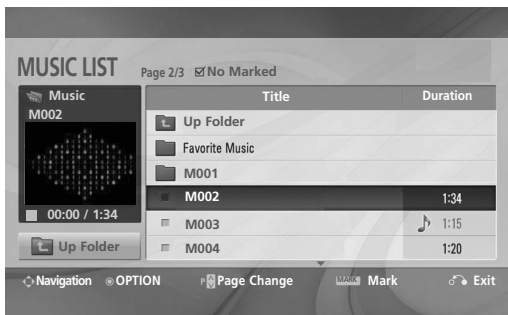 MUSIC LIST Page 2/3 No Marked
Music
M002
00:00 / 1:34
Up Folder
Title Duration
Up Folder
Favorite Music
M001
M002 1:34
M003 1:15
M004 1:20
Navigation OPTION P Page Change MARK Mark Exit